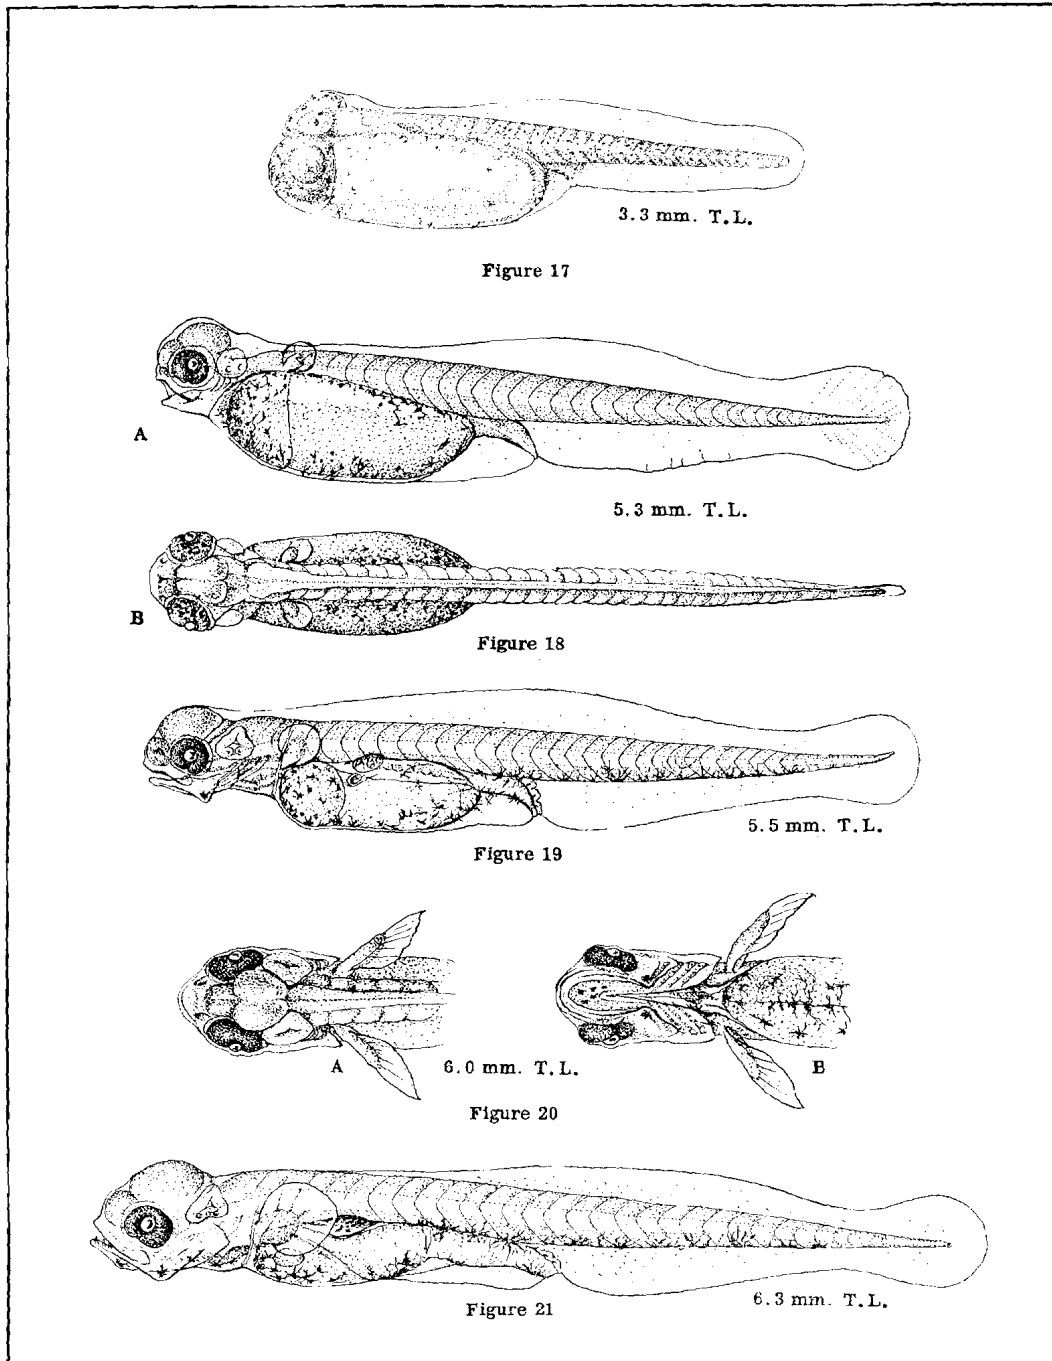 3.3 mm. T.L.
Figure 17
A
5.3 mm. T.L.
B
Figure 18
5.5 mm. T.L.
Figure 19
A
6.0 mm. T.L.
B
Figure 20
6.3 mm. T.L.
Figure 21